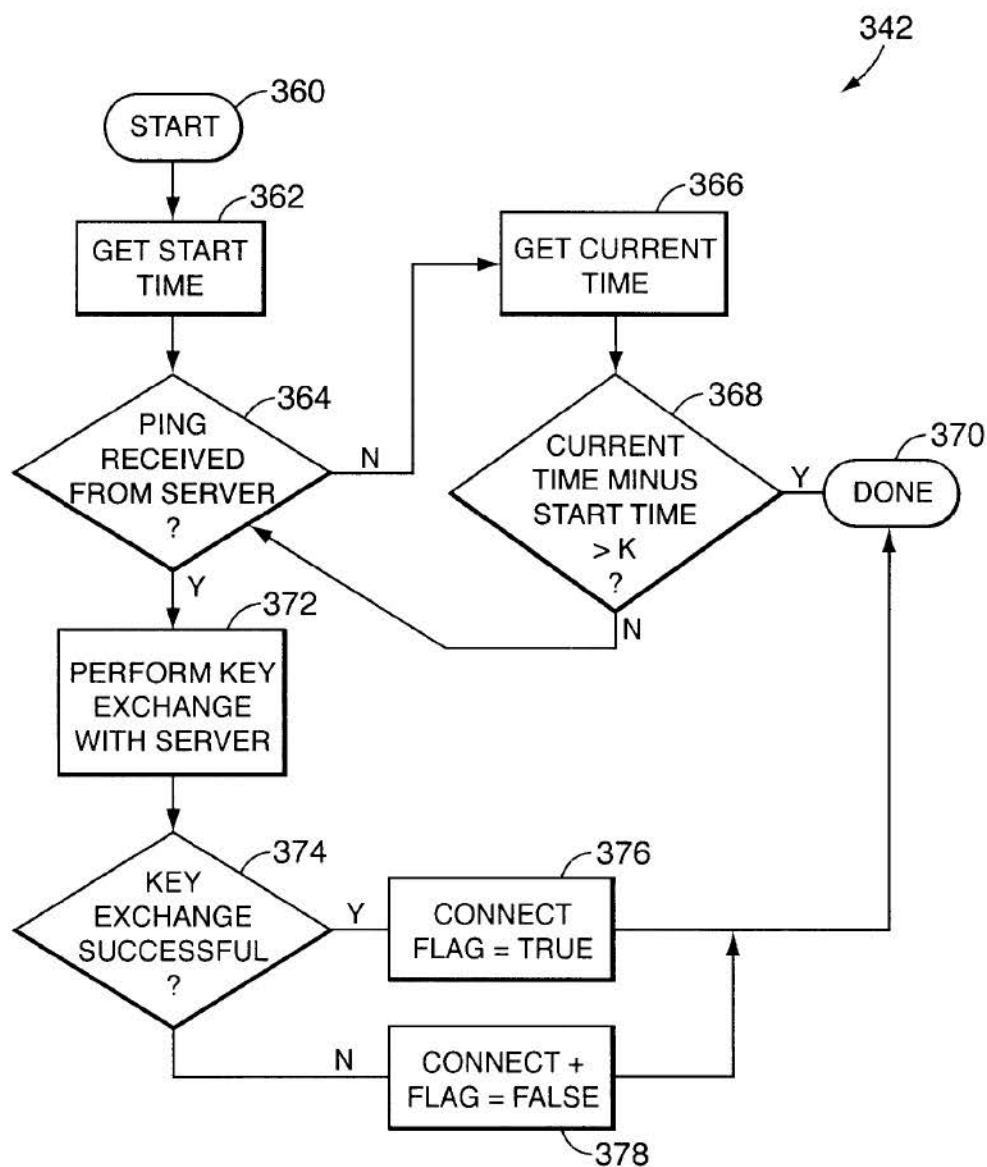 342
360
START
362
GET START
TIME
366
GET CURRENT
TIME
364
PING
RECEIVED
FROM SERVER
?
N
368
CURRENT
TIME MINUS
START TIME
> K
?
Y
N
370
DONE
Y
372
PERFORM KEY
EXCHANGE
WITH SERVER
374
KEY
EXCHANGE
SUCCESSFUL
?
Y
376
CONNECT
FLAG = TRUE
N
CONNECT +
FLAG = FALSE
378